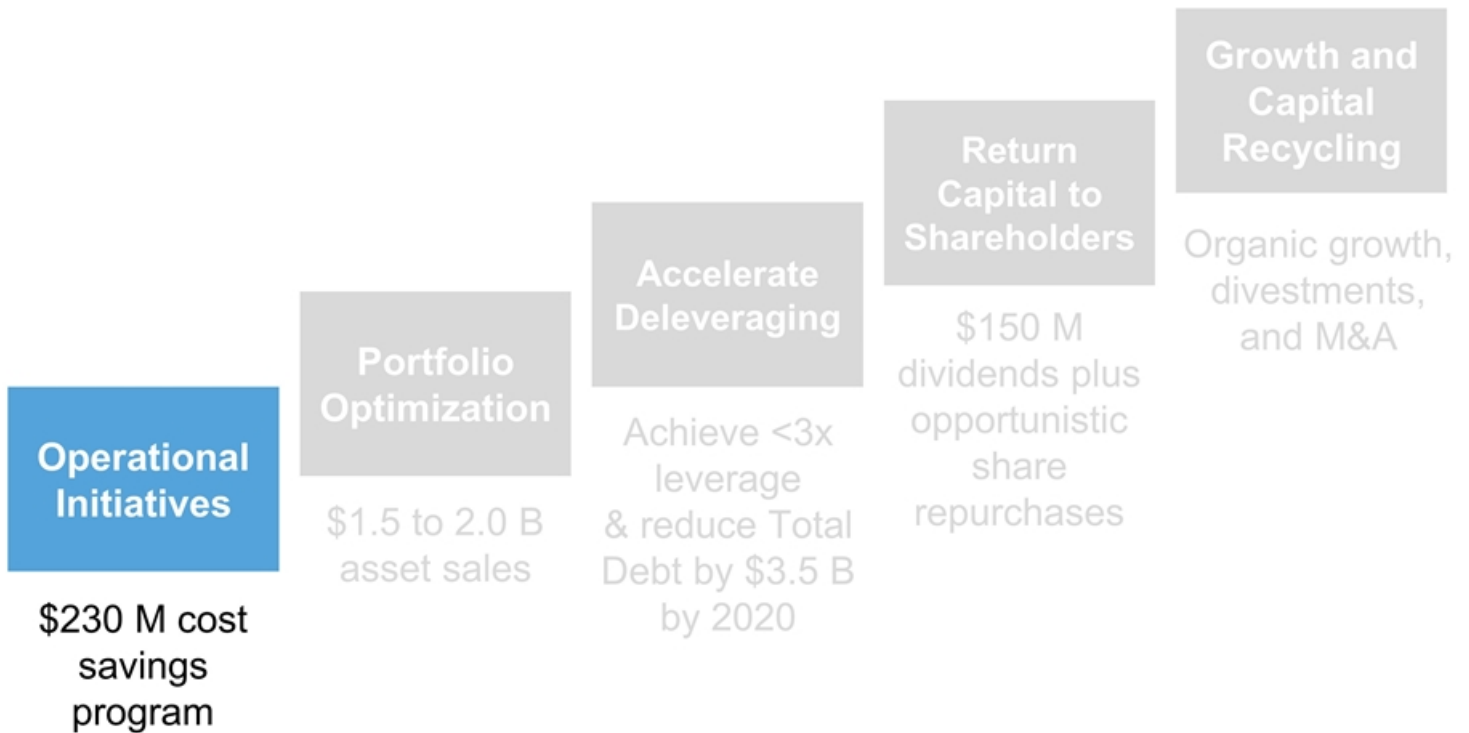 Operational
Initiatives
$230 M cost
savings
program
Portfolio
Optimization
$1.5 to 2.0 B
asset sales
Accelerate
Deleveraging
Achieve <3x
leverage
& reduce Total
Debt by $3.5 B
by 2020
Return
Capital to
Shareholders
$150 M
dividends plus
opportunistic
share
repurchases
Growth and
Capital
Recycling
Organic growth,
divestments,
and M&A